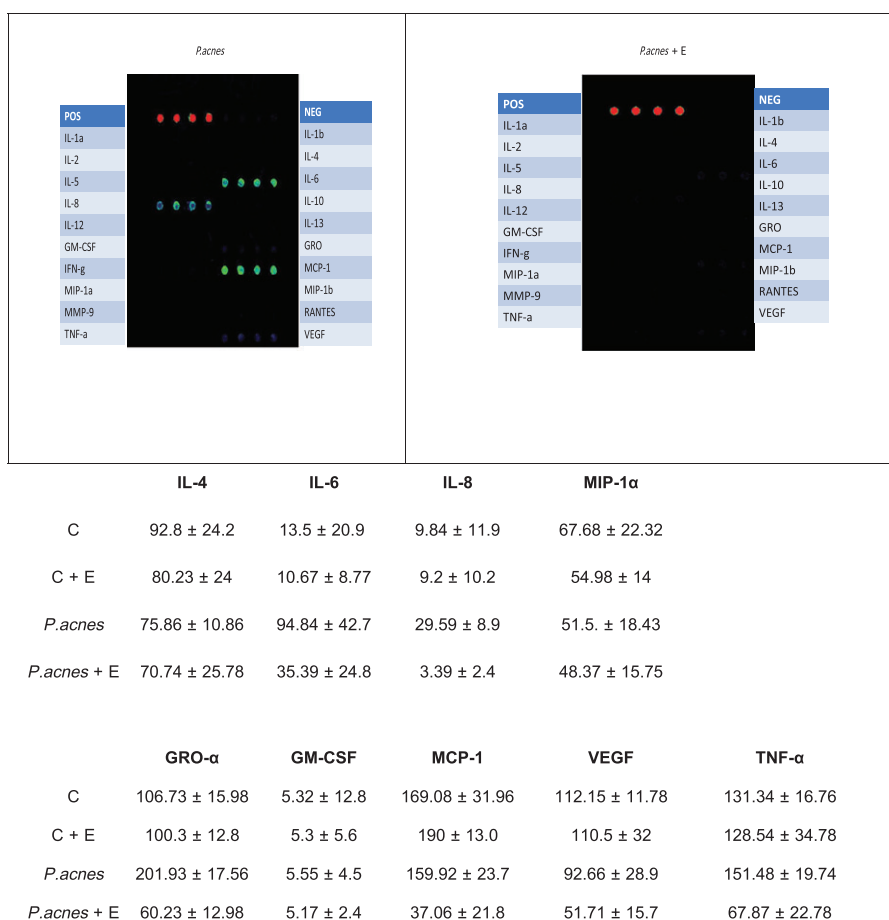 P.acnes
POS
IL-1a
IL-2
IL-5
IL-8
IL-12
GM-CSF
IFN-g
MIP-1a
MMP-9
TNF-a
NEG
IL-1b
IL-4
IL-6
IL-10
IL-13
GRO
MCP-1
MIP-1b
RANTES
VEGF
P.acnes + E
POS
IL-1a
IL-2
IL-5
IL-8
IL-12
GM-CSF
IFN-g
MIP-1a
MMP-9
TNF-a
NEG
IL-1b
IL-4
IL-6
IL-10
IL-13
GRO
MCP-1
MIP-1b
RANTES
VEGF
IL-4 IL-6 IL-8 MIP-1α
C 92.8 ± 24.2 13.5 ± 20.9 9.84 ± 11.9 67.68 ± 22.32
C + E 80.23 ± 24 10.67 ± 8.77 9.2 ± 10.2 54.98 ± 14
P.acnes 75.86 ± 10.86 94.84 ± 42.7 29.59 ± 8.9 51.5. ± 18.43
P.acnes + E 70.74 ± 25.78 35.39 ± 24.8 3.39 ± 2.4 48.37 ± 15.75
GRO-α GM-CSF MCP-1 VEGF TNF-α
C 106.73 ± 15.98 5.32 ± 12.8 169.08 ± 31.96 112.15 ± 11.78 131.34 ± 16.76
C + E 100.3 ± 12.8 5.3 ± 5.6 190 ± 13.0 110.5 ± 32 128.54 ± 34.78
P.acnes 201.93 ± 17.56 5.55 ± 4.5 159.92 ± 23.7 92.66 ± 28.9 151.48 ± 19.74
P.acnes + E 60.23 ± 12.98 5.17 ± 2.4 37.06 ± 21.8 51.71 ± 15.7 67.87 ± 22.78